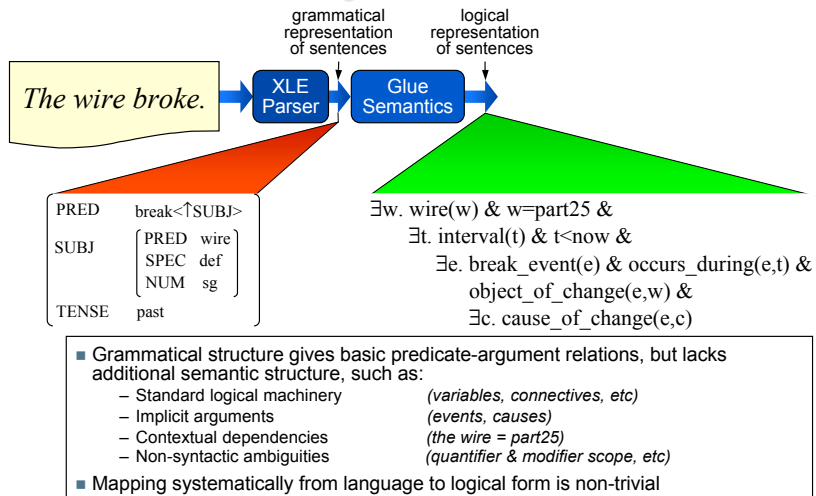 grammatical
representation
of sentences
logical
representation
of sentences
The wire broke.
XLE
Parser
Glue
Semantics
PRED break<↑SUBJ>
SUBJ
PRED wire
SPEC def
NUM sg
TENSE past
∃w. wire(w) & w=part25 &
∃t. interval(t) & t<now &
∃e. break_event(e) & occurs_during(e,t) &
object_of_change(e,w) &
∃c. cause_of_change(e,c)
■ Grammatical structure gives basic predicate-argument relations, but lacks
additional semantic structure, such as:
– Standard logical machinery (variables, connectives, etc)
– Implicit arguments (events, causes)
– Contextual dependencies (the wire = part25)
– Non-syntactic ambiguities (quantifier & modifier scope, etc)
■ Mapping systematically from language to logical form is non-trivial